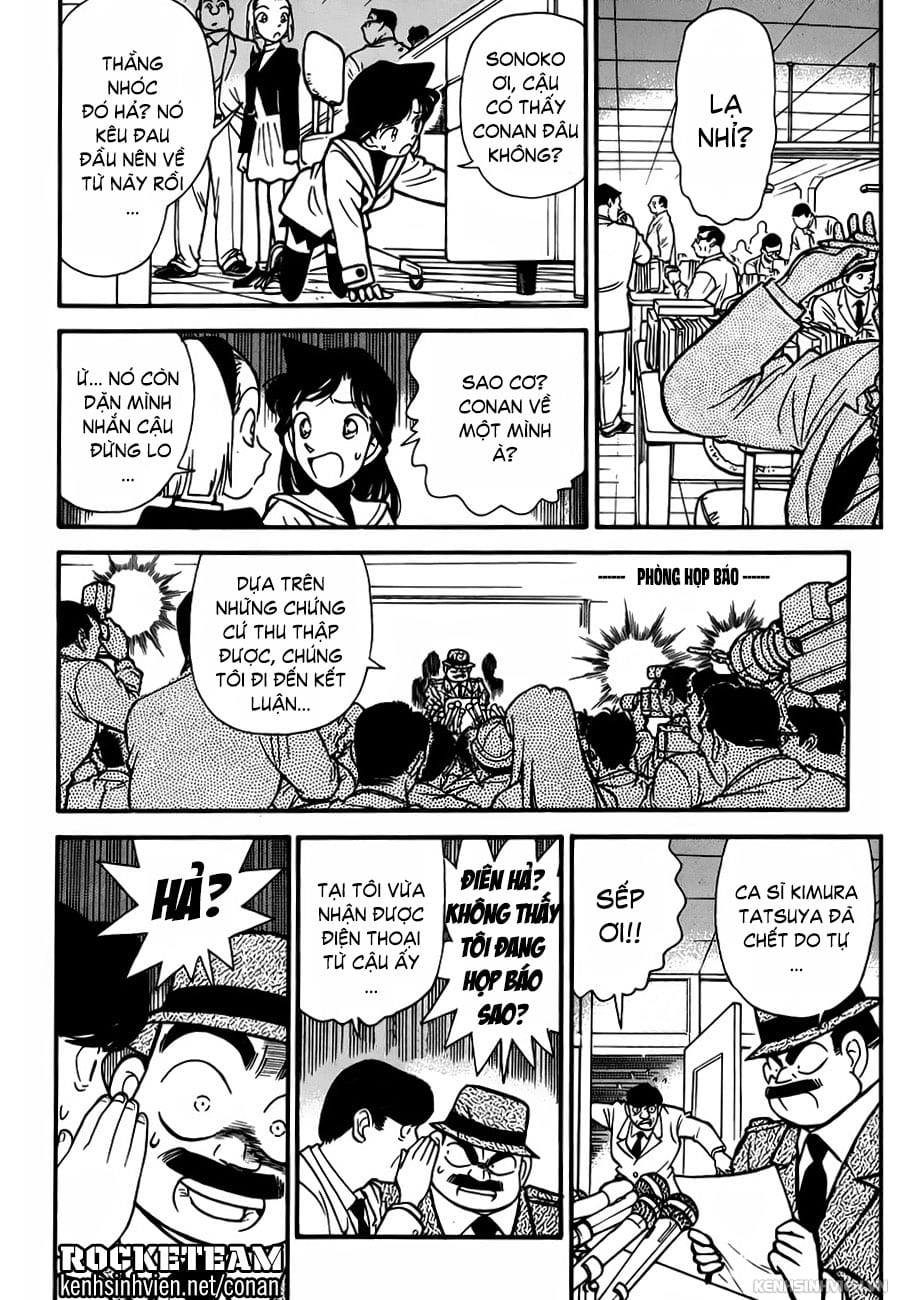 LẠ
NHỈ?
SONOKO
ƠI, CẬU
CÓ THẤY
CONAN ĐÂU
KHÔNG?
THẰNG
NHÓC
ĐÓ HẢ? NÓ
KÊU ĐAU
ĐẦU NÊN VỀ
TỪ NÃY RỒI
...
SAO CƠ?
CONAN VỀ
MỘT MÌNH
À?
Ừ... NÓ CÒN
DẶN MÌNH
NHẮN CẬU
ĐỪNG LO
...
------ PHÒNG HỌP BÁO ------
DỰA TRÊN
NHỮNG CHỨNG
CỨ THU THẬP
ĐƯỢC, CHÚNG
TÔI ĐI ĐẾN KẾT
LUẬN...
CA SĨ KIMURA
TATSUYA ĐÃ
CHẾT DO TỰ
...
SẾP
ƠI!!
ĐIÊN HẢ?
KHÔNG THẤY
TÔI ĐANG
HỌP BÁO
SAO?
TẠI TÔI VỪA
NHẬN ĐƯỢC
ĐIỆN THOẠI
TỪ CẬU ẤY
...
HẢ?
ROCKETEAM
kenhsinhvien.net/conan
KENHSINHVIEN.VN